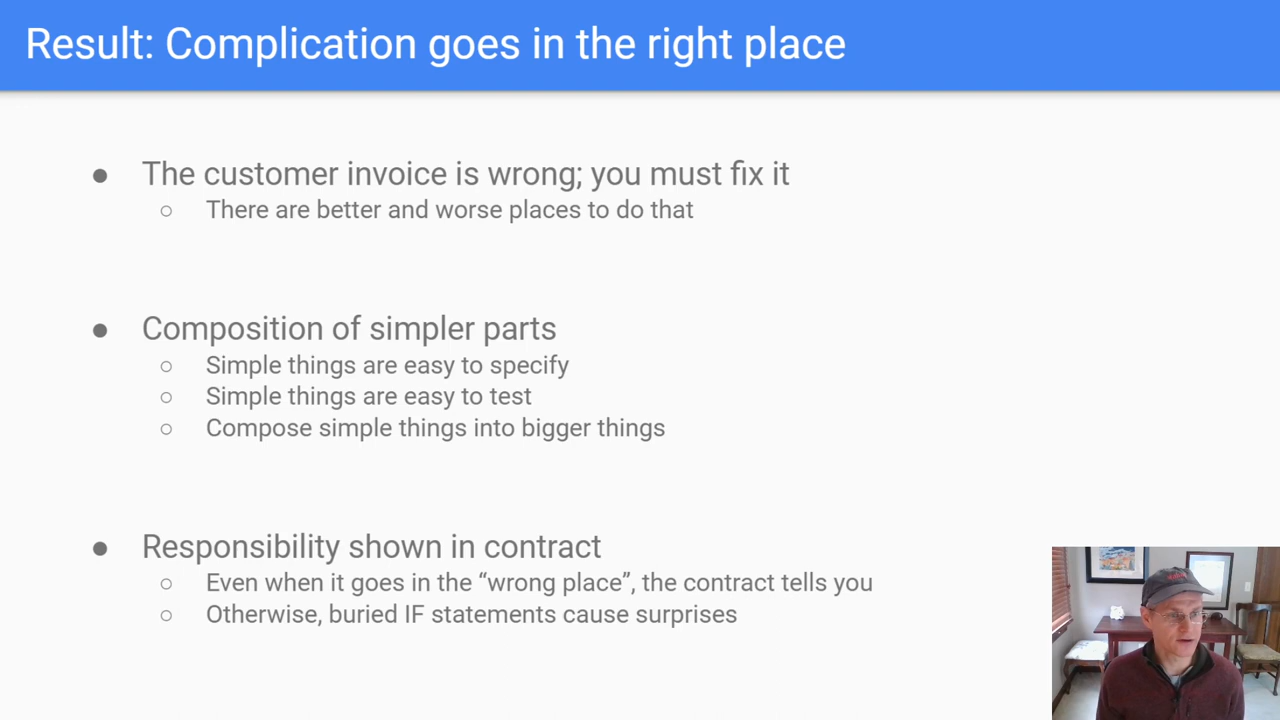 Result: Complication goes in the right place
● The customer invoice is wrong; you must fix it
○ There are better and worse places to do that
● Composition of simpler parts
○ Simple things are easy to specify
○ Simple things are easy to test
○ Compose simple things into bigger things
● Responsibility shown in contract
○ Even when it goes in the “wrong place”, the contract tells you
○ Otherwise, buried IF statements cause surprises